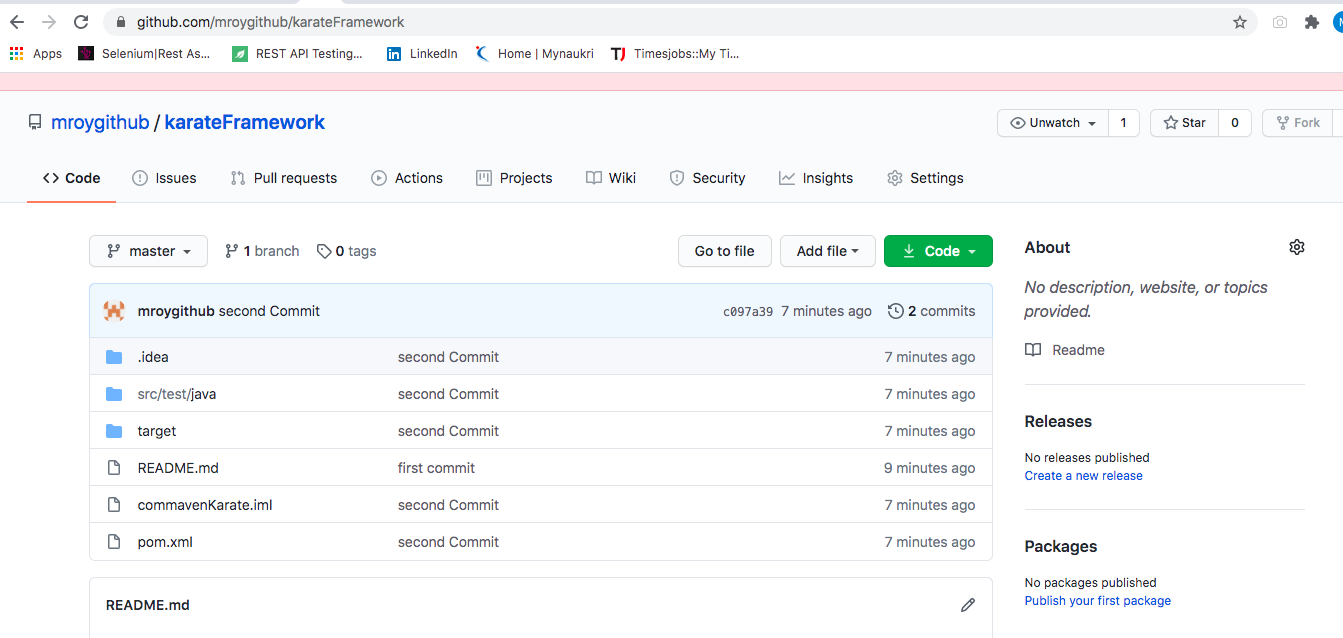 github.com/mroygithub/karateFramework
Apps Selenium|Rest As... REST API Testing... LinkedIn Home | Mynaukri TJ Timesjobs::My Ti...
mroygithub / karateFramework Unwatch 1 Star 0 Fork
Code Issues Pull requests Actions Projects Wiki Security Insights Settings
master 1 branch 0 tags Go to file Add file Code
About
No description, website, or topics
provided.
mroygithub second Commit c097a39 7 minutes ago 2 commits
Readme
.idea second Commit 7 minutes ago
src/test/java second Commit 7 minutes ago
target second Commit 7 minutes ago
README.md first commit 9 minutes ago
commavenKarate.iml second Commit 7 minutes ago
pom.xml second Commit 7 minutes ago
Releases
No releases published
Create a new release
Packages
No packages published
Publish your first package
README.md